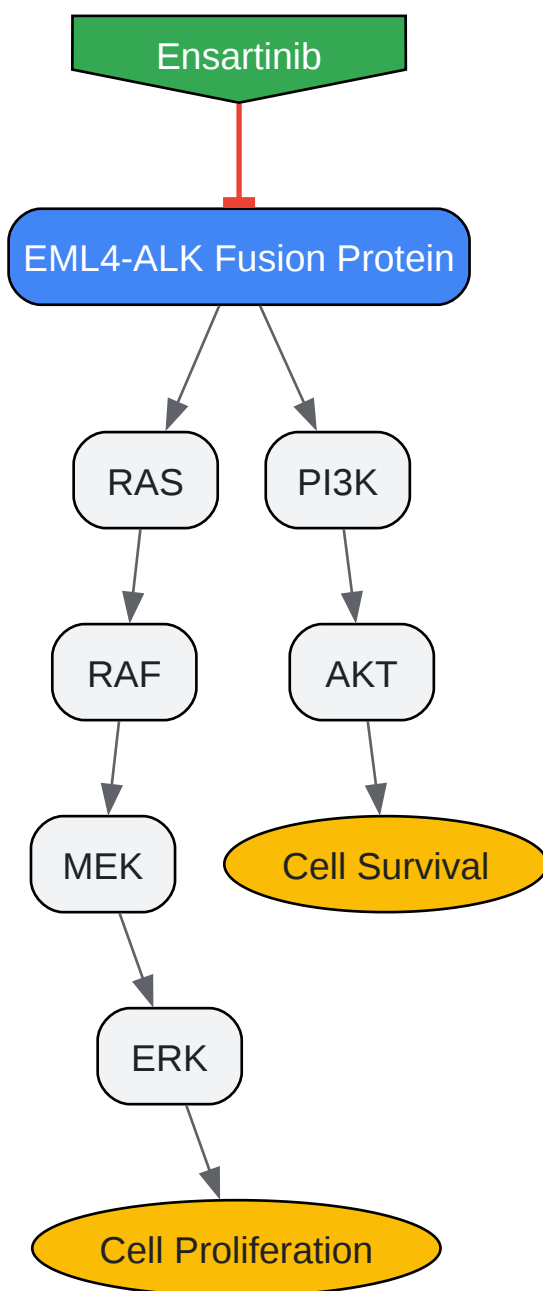 Ensartinib
EML4-ALK Fusion Protein
RAS
PI3K
RAF
AKT
MEK
Cell Survival
ERK
Cell Proliferation